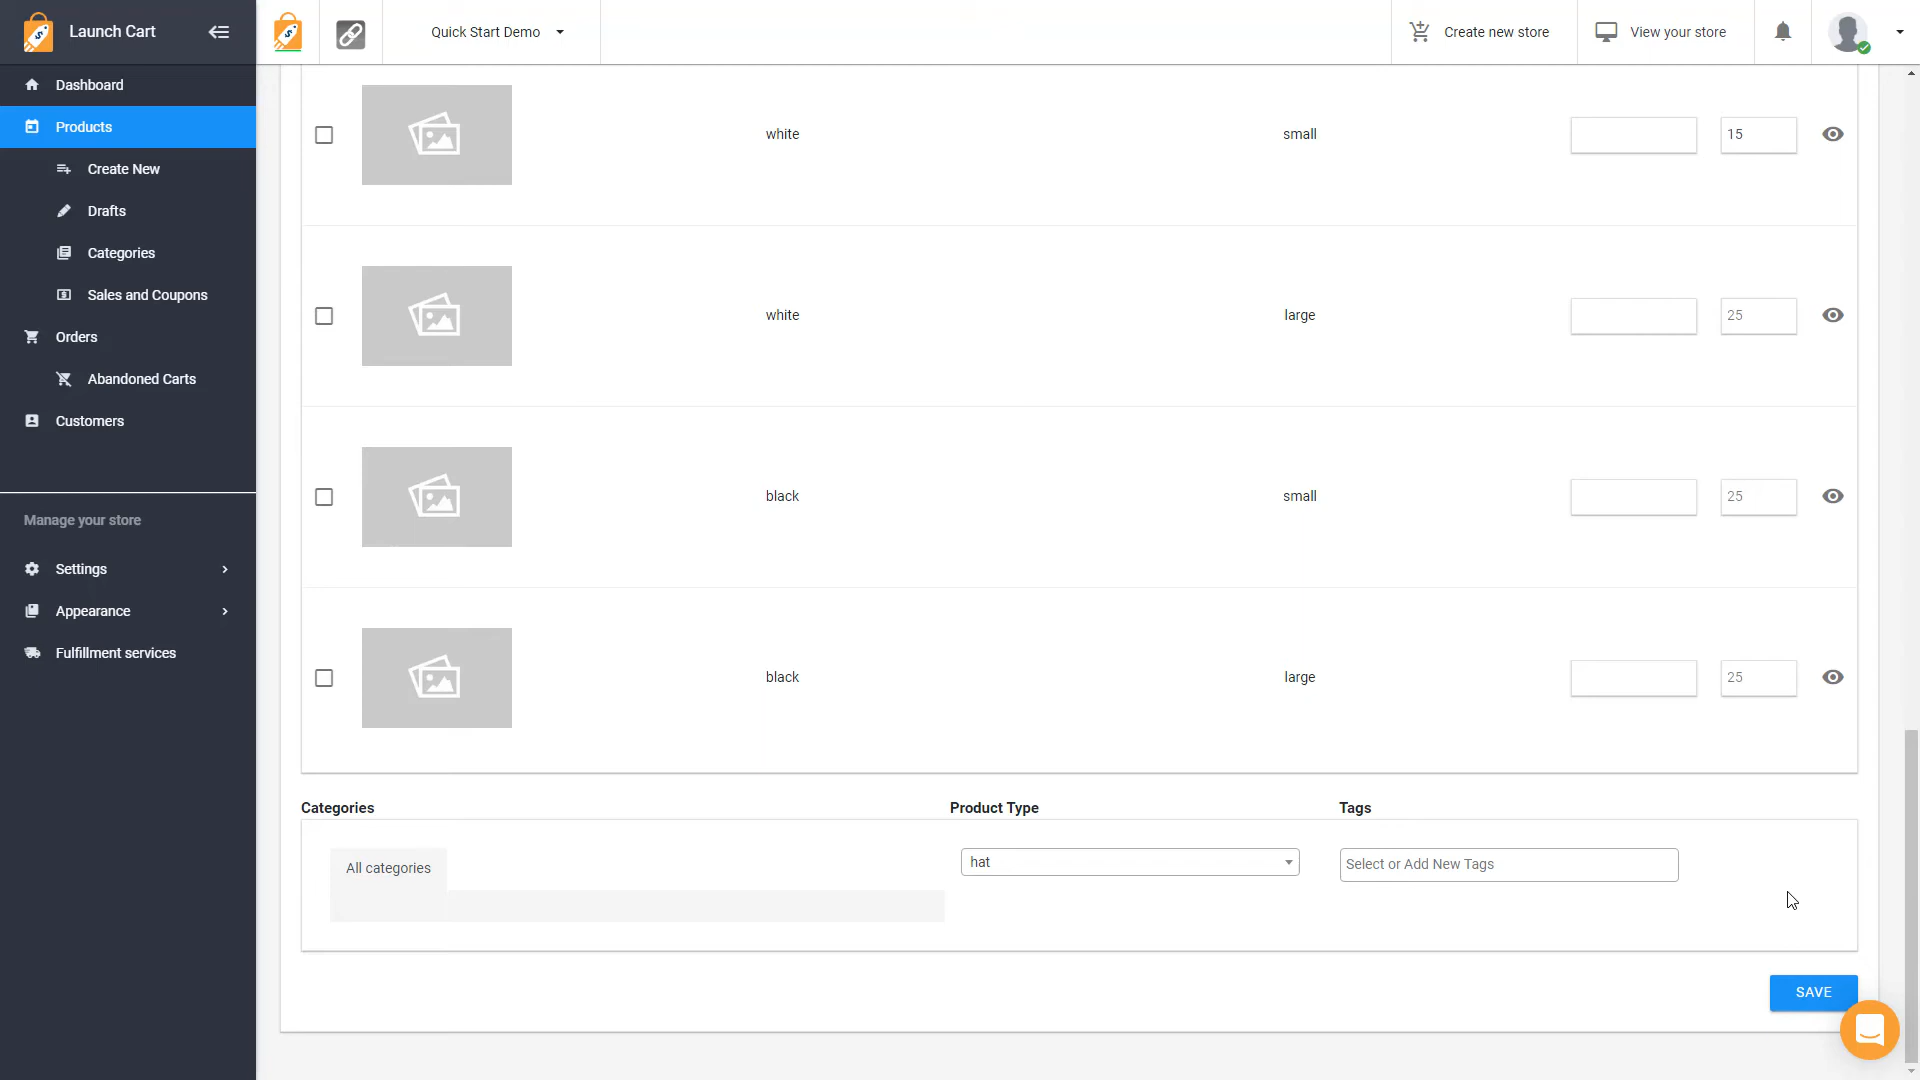 Launch Cart
Quick Start Demo
Create new store
View your store
Dashboard
Products
Create New
Drafts
Categories
Sales and Coupons
Orders
Abandoned Carts
Customers
Manage your store
Settings
Appearance
Fulfillment services
white small 15
white large 25
black small 25
black large 25
Categories Product Type Tags
All categories hat Select or Add New Tags
SAVE